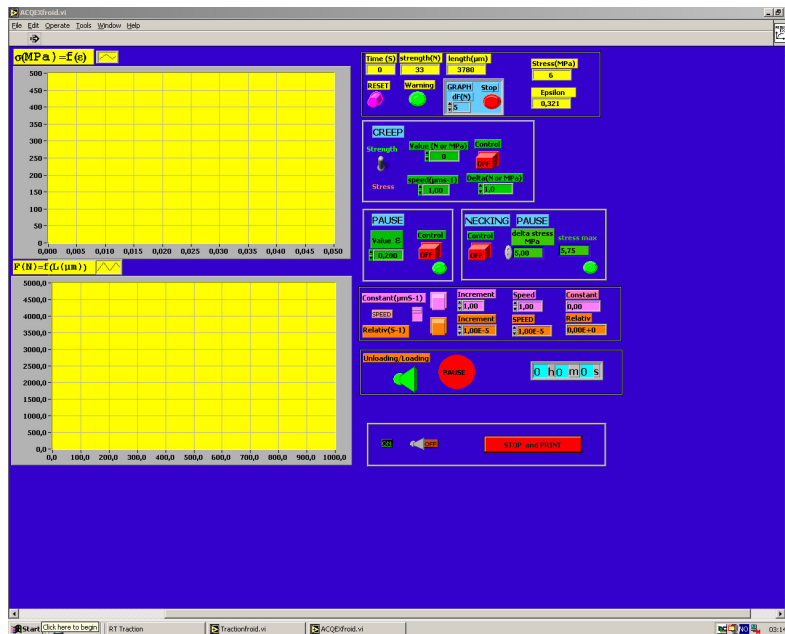 ACQEXfroid.vi
File Edit Operate Tools Window Help
σ(MPa)=f(ε)
500
450
400
350
300
250
200
150
100
50
0
0,000 0,005 0,010 0,015 0,020 0,025 0,030 0,035 0,040 0,045 0,050
F(N)=f(L(µm))
5000,0
4500,0
4000,0
3500,0
3000,0
2500,0
2000,0
1500,0
1000,0
500,0
0,0
0,0 100,0 200,0 300,0 400,0 500,0 600,0 700,0 800,0 900,0 1000,0
Time (S) strength(N) length(µm)
0 33 3780
Stress(MPa)
6
RESET Warning GRAPH Stop
dF(N)
5
Epsilon
0,321
CREEP
Strength Value (N or MPa) Control
0 OFF
Stress speed(µms-1) Delta(N or MPa)
1,00 1,0
PAUSE
Value ε Control
0,200 OFF
NECKING PAUSE
Control delta stress MPa stress max
OFF 5,00 5,75
Constant(µmS-1) Increment Speed Constant
1,00 1,00 0,00
SPEED
Relativ(S-1) Increment SPEED Relativ
1,00E-5 1,00E-5 0,00E+0
Unloading/Loading
PAUSE
0 h 0 m 0 s
OFF
STOP and PRINT
Start Click here to begin RT Traction Tractionfroid.vi ACQEXfroid.vi
03:14